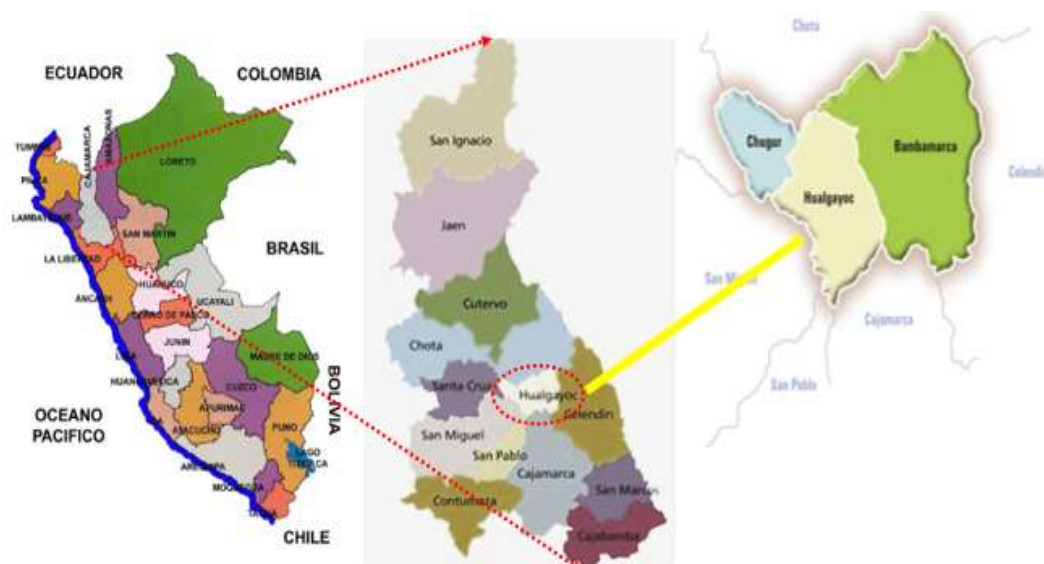 ECUADOR
COLOMBIA
TUMBES
PIURA
CAJAMARCA
AMAZONAS
LORETO
LAMBAYEQUE
SAN MARTIN
LA LIBERTAD
BRASIL
HUANUCO
ANCASH
UCAYALI
CERRO DE PASCO
JUNIN
LIMA
MADRE DE DIOS
HUANCAVELICA
CUZCO
BOLIVIA
OCEANO
PACIFICO
APURIMAC
ICA
AYACUCHO
PUNO
LAGO
TITICACA
AREQUIPA
MOQUEGUA
TACNA
CHILE
San Ignacio
Jaen
Cutervo
Chota
Santa Cruz
Hualgayoc
Celendin
San Miguel
San Pablo
Cajamarca
San Marcos
Contumaza
Cajabamba
Chota
Chugur
Bambamarca
Hualgayoc
San Miguel
Cajamarca
San Pablo